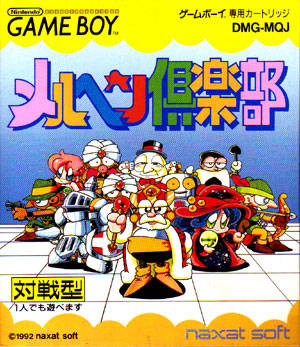 Nintendo
GAME BOY™
ゲームボーイ専用カートリッジ
DMG-MQJ
メルヘン倶楽部
対戦型
1人でも遊べます
©1992 naxat soft
naxat soft